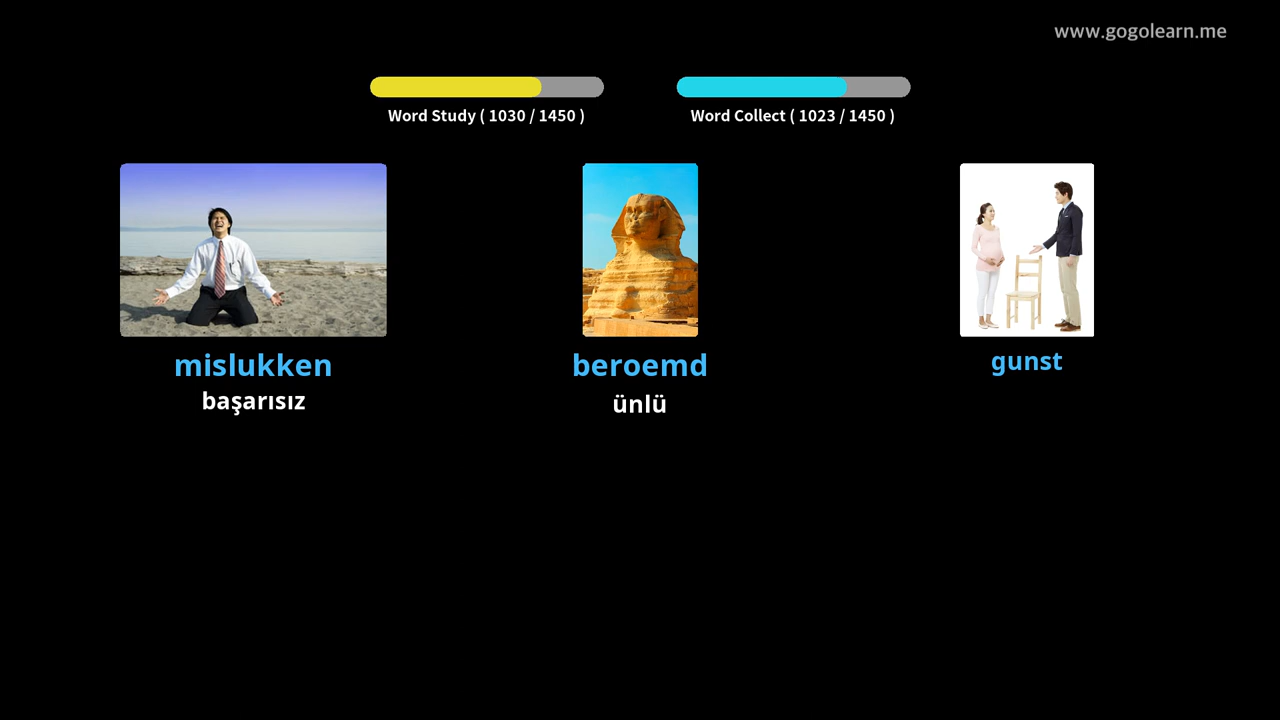 www.gogolearn.me
Word Study ( 1030 / 1450 )
Word Collect ( 1023 / 1450 )
mislukken
başarısız
beroemd
ünlü
gunst